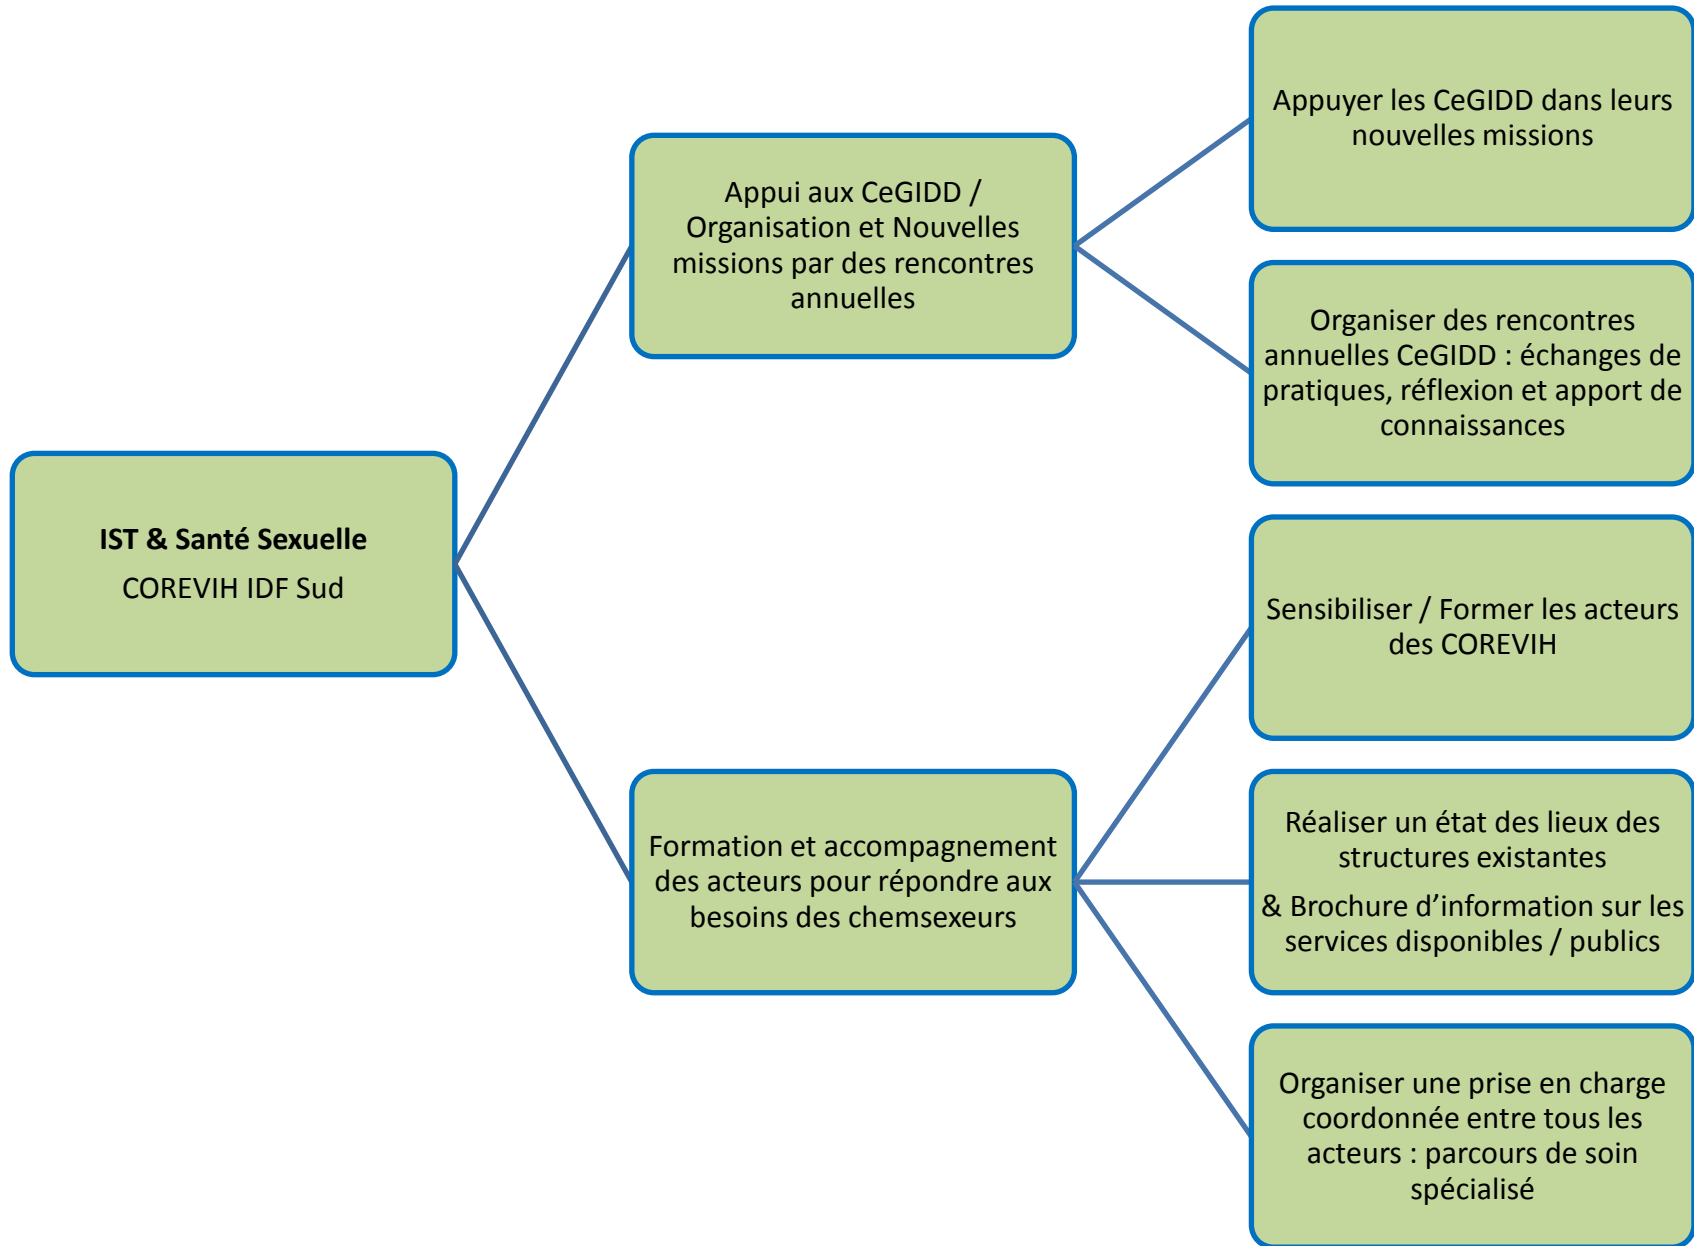 IST & Santé Sexuelle
COREVIH IDF Sud
Appui aux CeGIDD /
Organisation et Nouvelles
missions par des rencontres
annuelles
Appuyer les CeGIDD dans leurs
nouvelles missions
Organiser des rencontres
annuelles CeGIDD : échanges de
pratiques, réflexion et apport de
connaissances
Formation et accompagnement
des acteurs pour répondre aux
besoins des chemsexeurs
Sensibiliser / Former les acteurs
des COREVIH
Réaliser un état des lieux des
structures existantes
& Brochure d’information sur les
services disponibles / publics
Organiser une prise en charge
coordonnée entre tous les
acteurs : parcours de soin
spécialisé